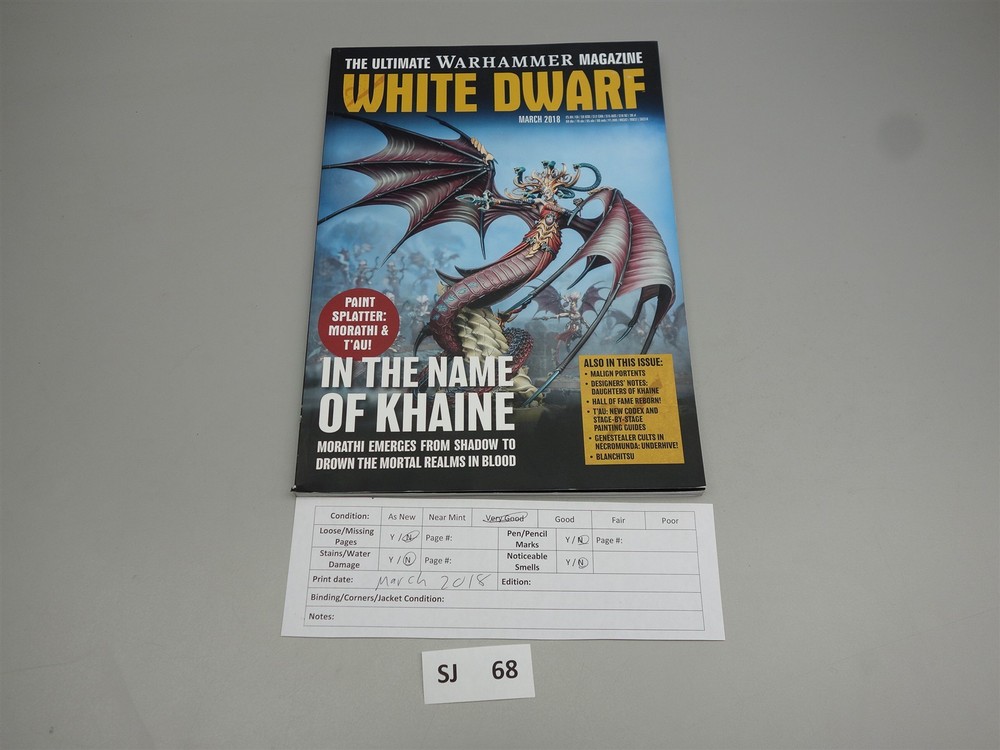 THE ULTIMATE WARHAMMER MAGAZINE
WHITE DWARF
MARCH 2018
PAINT
SPLATTER:
MORATHI &
T'AU!
IN THE NAME
OF KHAINE
MORATHI EMERGES FROM SHADOW TO
DROWN THE MORTAL REALMS IN BLOOD
ALSO IN THIS ISSUE:
• MALIGN PORTENTS
• DESIGNERS' NOTES:
DAUGHTERS OF KHAINE
• HALL OF FAME REBORN!
• T'AU: NEW CODEX AND
STAGE-BY-STAGE
PAINTING GUIDES
• GENESTEALER CULTS IN
NECROMUNDA: UNDERHIVE!
• BLANCHITSU
Condition: As New Near Mint Very Good Good Fair Poor
Loose/Missing Pages Y / N Page #: Pen/Pencil Marks Y / N Page #:
Stains/Water Damage Y / N Page #: Noticeable Smells Y / N
Print date: March 2018 Edition:
Binding/Corners/Jacket Condition:
Notes:
SJ 68